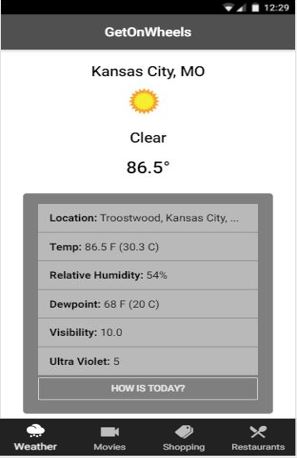 12:29
GetOnWheels
Kansas City, MO
Clear
86.5°
Location: Troostwood, Kansas City, ...
Temp: 86.5 F (30.3 C)
Relative Humidity: 54%
Dewpoint: 68 F (20 C)
Visibility: 10.0
Ultra Violet: 5
HOW IS TODAY?
Weather Movies Shopping Restaurants